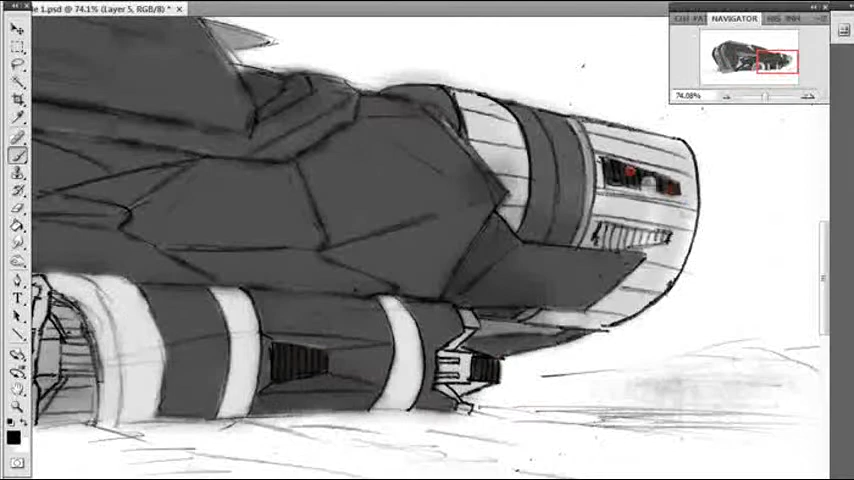 e 1.psd @ 74.1% (Layer 5, RGB/8) * ×
NAVIGATOR
74.08%
T